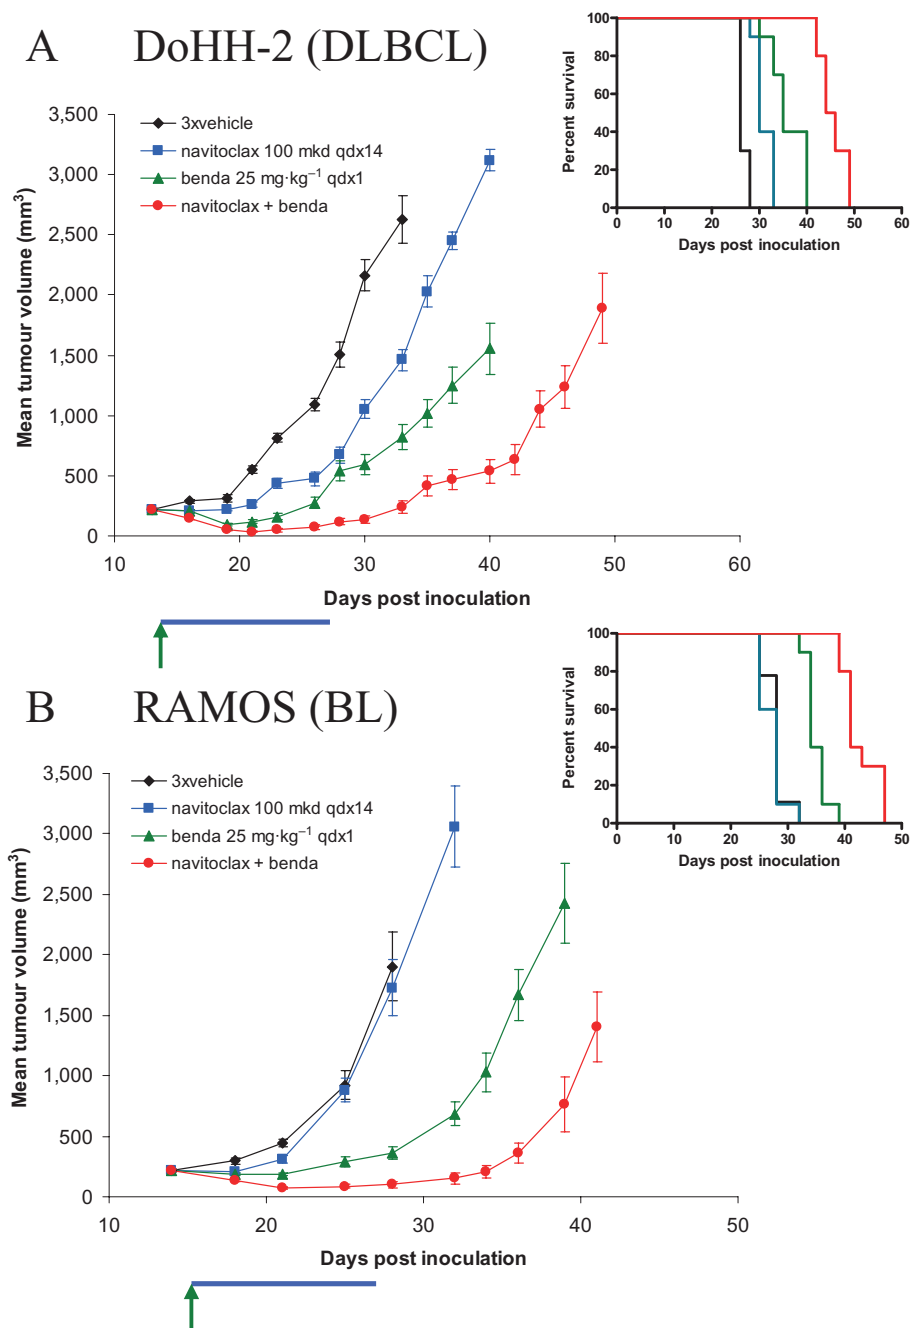 A DoHH-2 (DLBCL)
3xvehicle
navitoclax 100 mkd qdx14
benda 25 mg·kg⁻¹ qdx1
navitoclax + benda
Mean tumour volume (mm³)
3,500
3,000
2,500
2,000
1,500
1,000
500
0
10 20 30 40 50 60
Days post inoculation
Percent survival
100
80
60
40
20
0
0 10 20 30 40 50 60
Days post inoculation
B RAMOS (BL)
3xvehicle
navitoclax 100 mkd qdx14
benda 25 mg·kg⁻¹ qdx1
navitoclax + benda
Mean tumour volume (mm³)
3,500
3,000
2,500
2,000
1,500
1,000
500
0
10 20 30 40 50
Days post inoculation
Percent survival
100
80
60
40
20
0 10 20 30 40 50
Days post inoculation